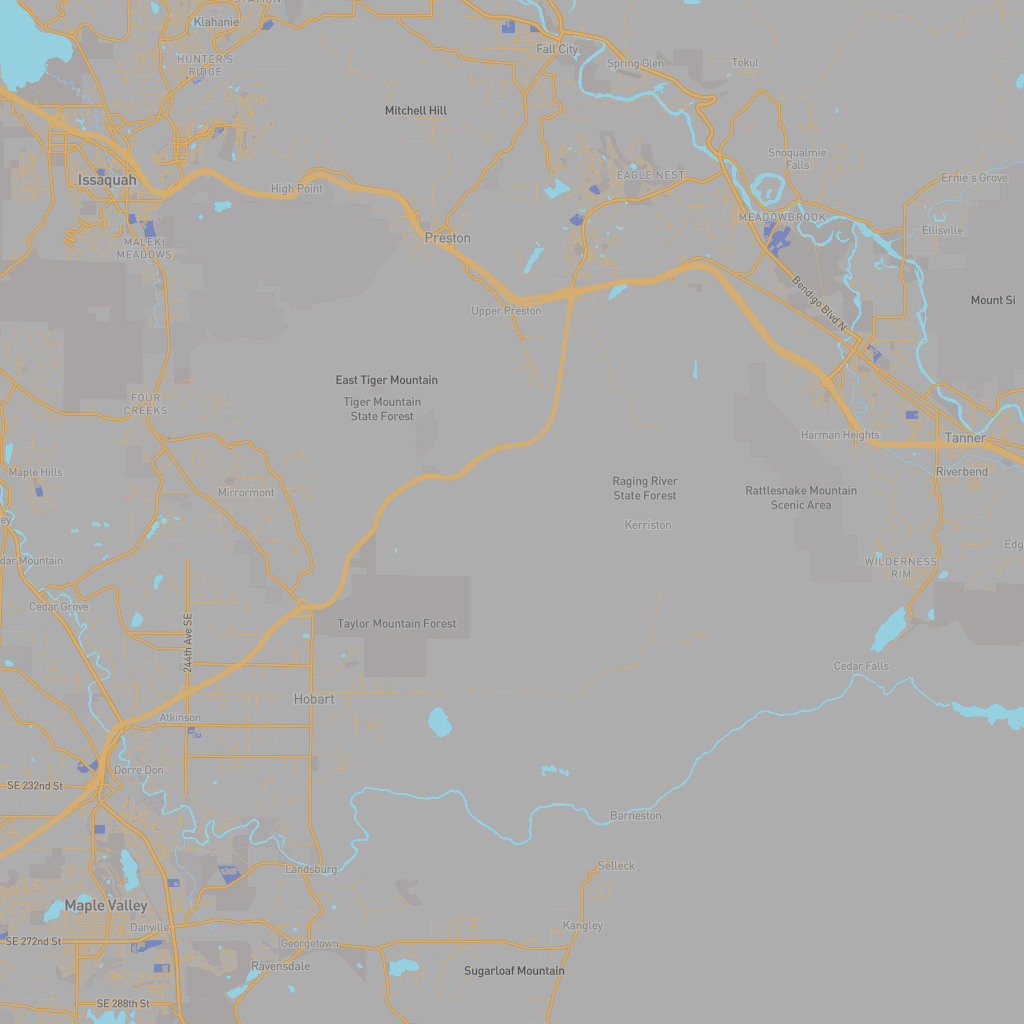 Klahanie
Fall City
Spring Glen
Tokul
HUNTER'S
RIDGE
Mitchell Hill
Snoqualmie
Falls
Issaquah
High Point
EAGLE NEST
Ernie's Grove
MEADOWBROOK
Ellisville
Preston
MALEKI
MEADOWS
Bendigo Blvd N
Mount Si
Upper Preston
East Tiger Mountain
Tiger Mountain
State Forest
FOUR
CREEKS
Harman Heights
Tanner
Maple Hills
Riverbend
Mirrormont
Raging River
State Forest
Rattlesnake Mountain
Scenic Area
Kerriston
WILDERNESS
RIM
Cedar Grove
244th Ave SE
Taylor Mountain Forest
Cedar Falls
Hobart
Atkinson
Dorre Don
SE 232nd St
Barneston
Landsburg
Selleck
Maple Valley
Danville
Kangley
SE 272nd St
Georgetown
Ravensdale
Sugarloaf Mountain
SE 288th St